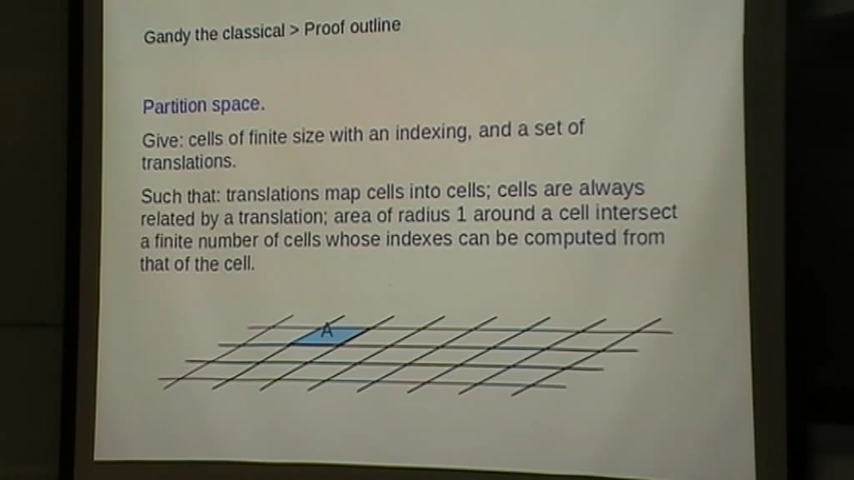 Gandy the classical > Proof outline
Partition space.
Give: cells of finite size with an indexing, and a set of
translations.
Such that: translations map cells into cells; cells are always
related by a translation; area of radius 1 around a cell intersect
a finite number of cells whose indexes can be computed from
that of the cell.
A